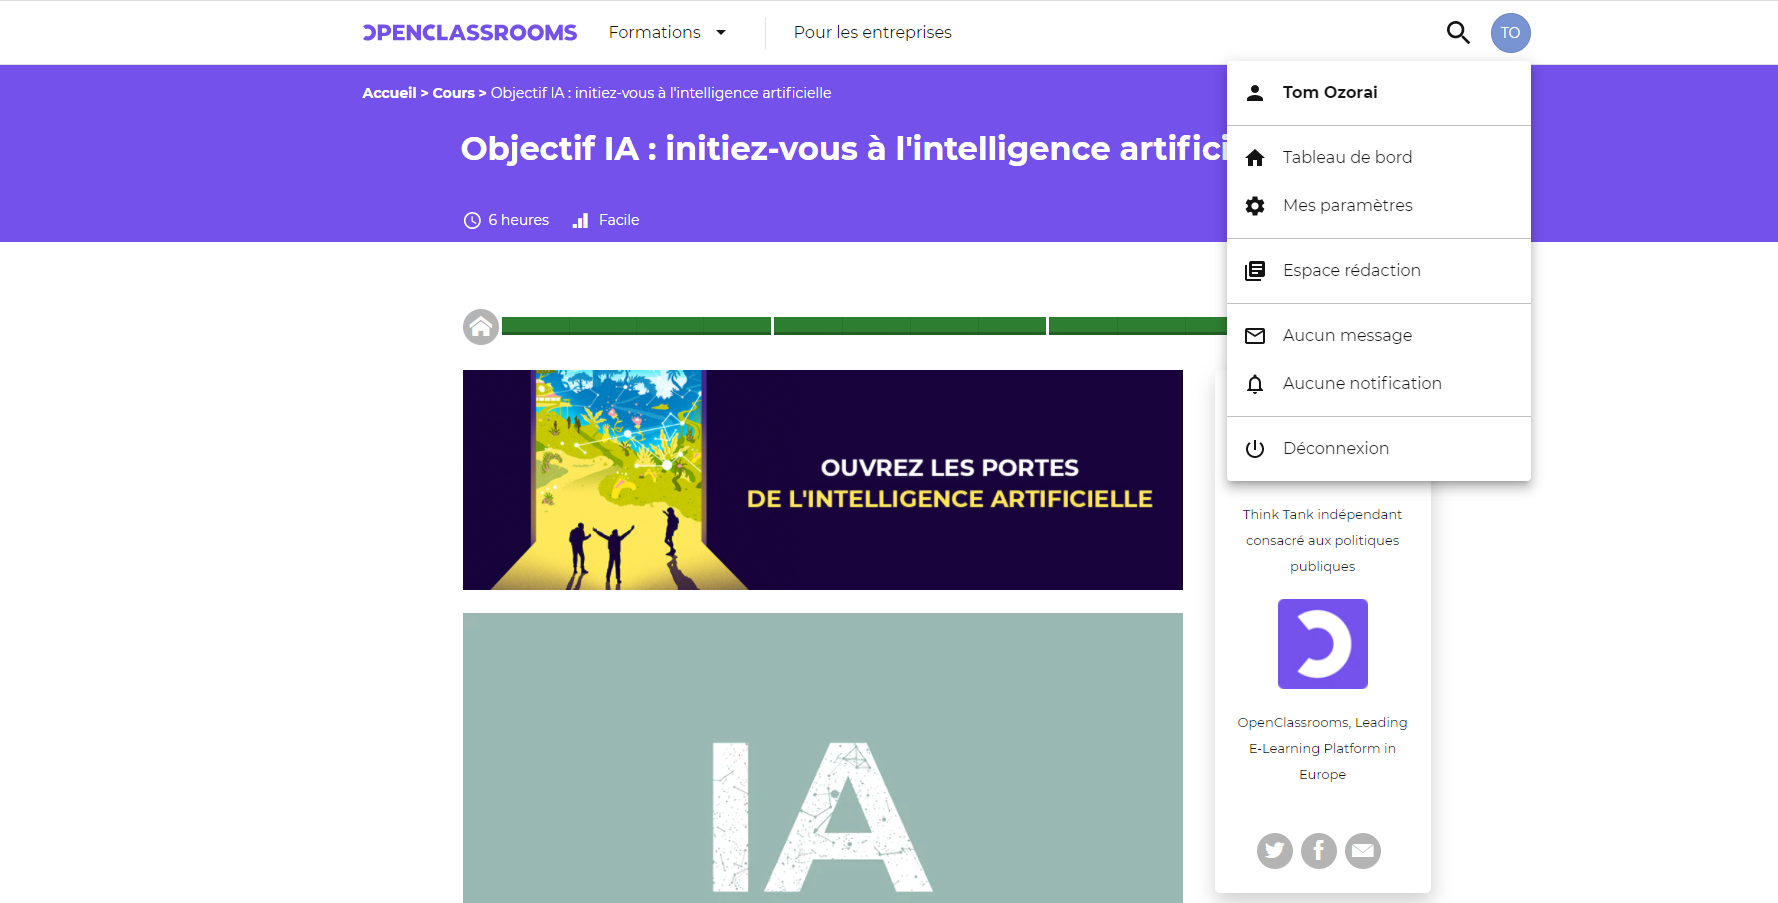 OPENCLASSROOMS
Formations
Pour les entreprises
TO
Accueil > Cours > Objectif IA : initiez-vous à l'intelligence artificielle
Objectif IA : initiez-vous à l'intelligence artifici
6 heures
Facile
Tom Ozorai
Tableau de bord
Mes paramètres
Espace rédaction
Aucun message
Aucune notification
Déconnexion
OUVREZ LES PORTES
DE L'INTELLIGENCE ARTIFICIELLE
IA
Think Tank indépendant
consacré aux politiques
publiques
OpenClassrooms, Leading
E-Learning Platform in
Europe